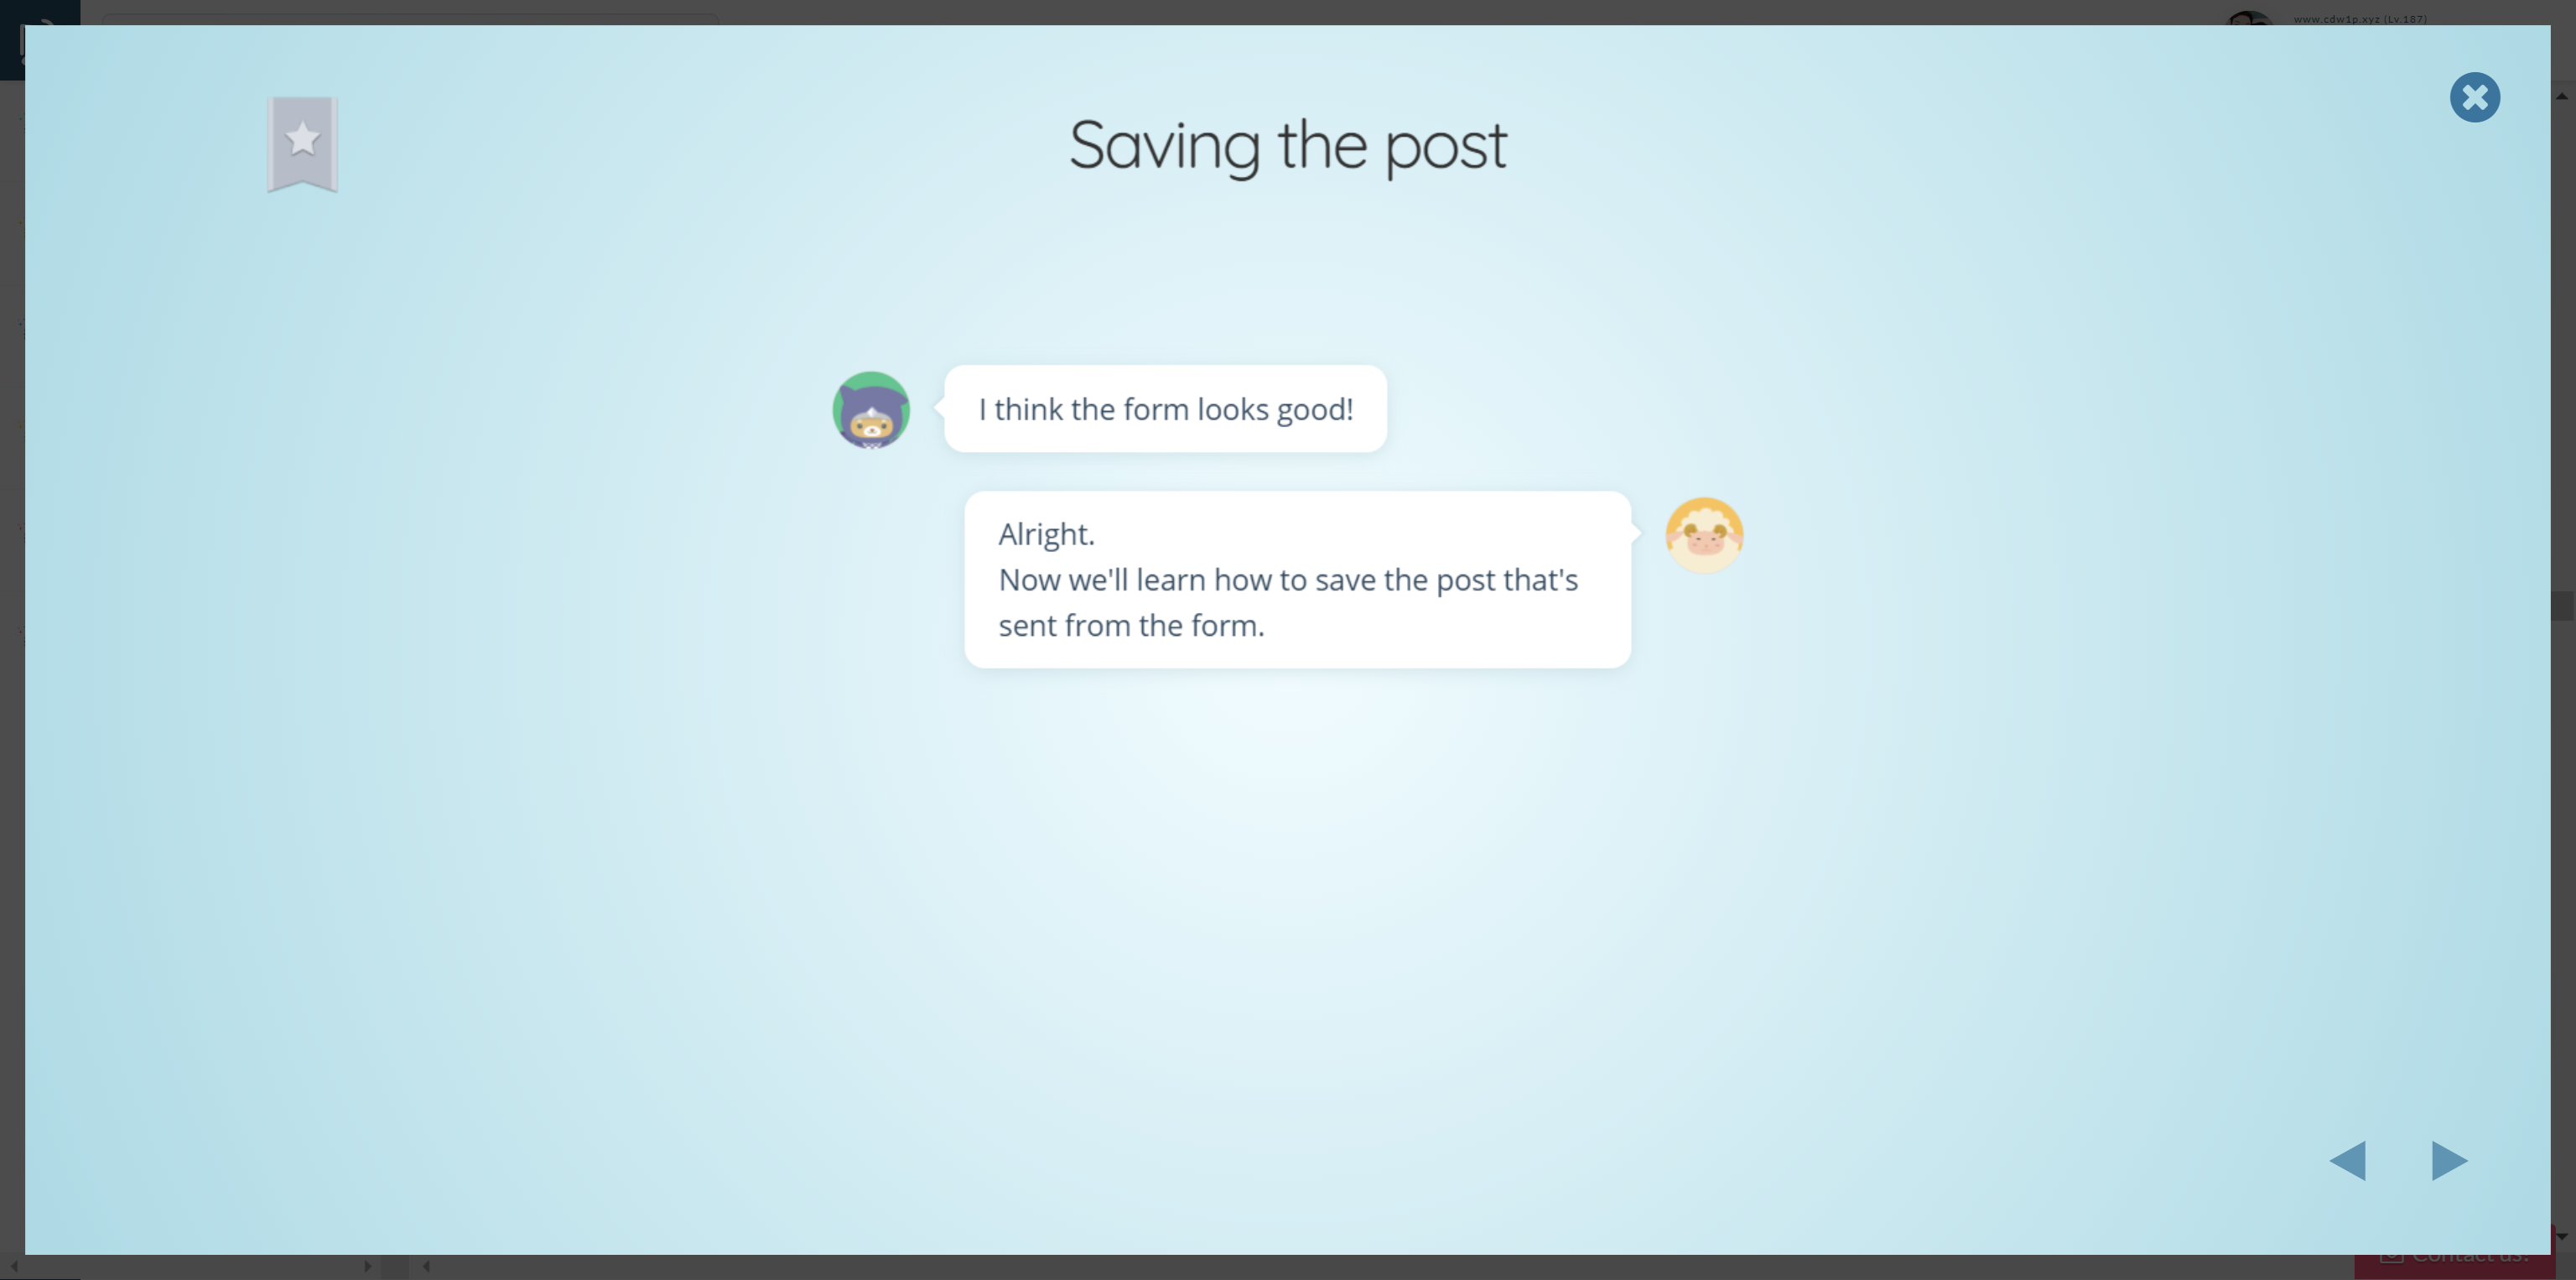 www.cdw1p.xyz (Lv.187)
Saving the post
I think the form looks good!
Alright.
Now we'll learn how to save the post that's
sent from the form.
Contact us!